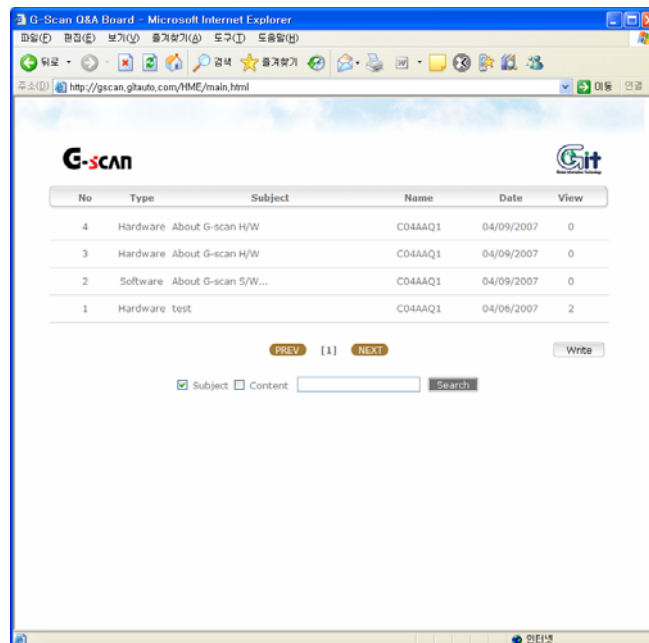 G-Scan Q&A Board - Microsoft Internet Explorer
파일(F) 편집(E) 보기(V) 즐겨찾기(A) 도구(T) 도움말(H)
뒤로 검색 즐겨찾기
주소(D) http://gscan.gitauto.com/HME/main.html 이동 연결
G-scan Git
No Type Subject Name Date View
4 Hardware About G-scan H/W C04AAQ1 04/09/2007 0
3 Hardware About G-scan H/W C04AAQ1 04/09/2007 0
2 Software About G-scan S/W... C04AAQ1 04/09/2007 0
1 Hardware test C04AAQ1 04/06/2007 2
PREV [1] NEXT Write
Subject Content Search
인터넷